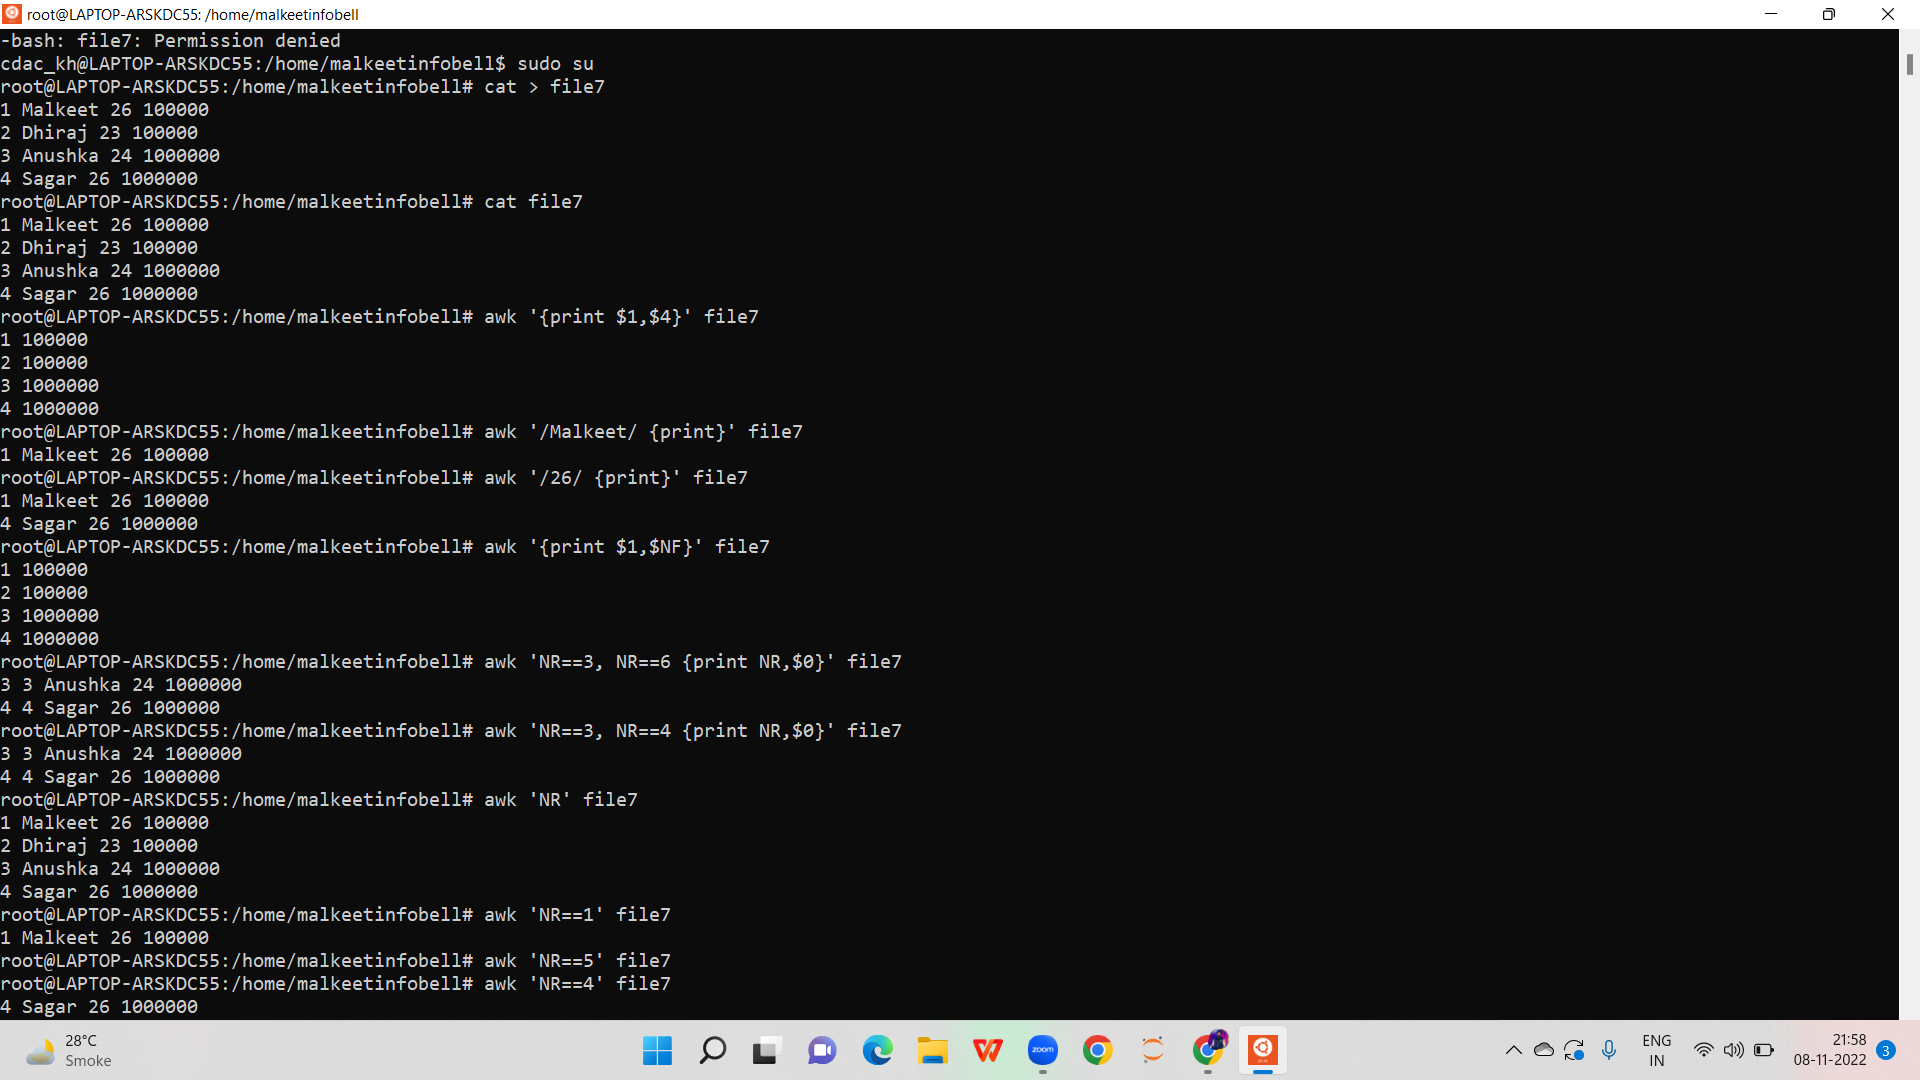 root@LAPTOP-ARSKDC55: /home/malkeetinfobell
-bash: file7: Permission denied
cdac_kh@LAPTOP-ARSKDC55:/home/malkeetinfobell$ sudo su
root@LAPTOP-ARSKDC55:/home/malkeetinfobell# cat > file7
1 Malkeet 26 100000
2 Dhiraj 23 100000
3 Anushka 24 1000000
4 Sagar 26 1000000
root@LAPTOP-ARSKDC55:/home/malkeetinfobell# cat file7
1 Malkeet 26 100000
2 Dhiraj 23 100000
3 Anushka 24 1000000
4 Sagar 26 1000000
root@LAPTOP-ARSKDC55:/home/malkeetinfobell# awk '{print $1,$4}' file7
1 100000
2 100000
3 1000000
4 1000000
root@LAPTOP-ARSKDC55:/home/malkeetinfobell# awk '/Malkeet/ {print}' file7
1 Malkeet 26 100000
root@LAPTOP-ARSKDC55:/home/malkeetinfobell# awk '/26/ {print}' file7
1 Malkeet 26 100000
4 Sagar 26 1000000
root@LAPTOP-ARSKDC55:/home/malkeetinfobell# awk '{print $1,$NF}' file7
1 100000
2 100000
3 1000000
4 1000000
root@LAPTOP-ARSKDC55:/home/malkeetinfobell# awk 'NR==3, NR==6 {print NR,$0}' file7
3 3 Anushka 24 1000000
4 4 Sagar 26 1000000
root@LAPTOP-ARSKDC55:/home/malkeetinfobell# awk 'NR==3, NR==4 {print NR,$0}' file7
3 3 Anushka 24 1000000
4 4 Sagar 26 1000000
root@LAPTOP-ARSKDC55:/home/malkeetinfobell# awk 'NR' file7
1 Malkeet 26 100000
2 Dhiraj 23 100000
3 Anushka 24 1000000
4 Sagar 26 1000000
root@LAPTOP-ARSKDC55:/home/malkeetinfobell# awk 'NR==1' file7
1 Malkeet 26 100000
root@LAPTOP-ARSKDC55:/home/malkeetinfobell# awk 'NR==5' file7
root@LAPTOP-ARSKDC55:/home/malkeetinfobell# awk 'NR==4' file7
4 Sagar 26 1000000
28°C
Smoke
zoom
ENG
IN
21:58
08-11-2022
3